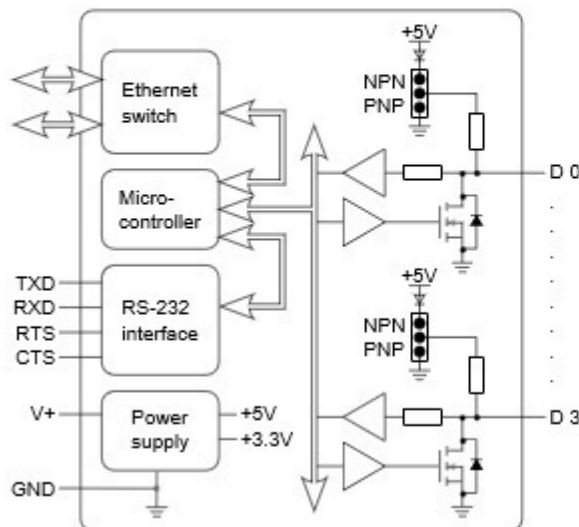 +5V
NPN
PNP
Ethernet
switch
D 0
Micro-
controller
TXD
RXD
RTS
CTS
RS-232
interface
+5V
NPN
PNP
V+
Power
supply
+5V
+3.3V
D 3
GND